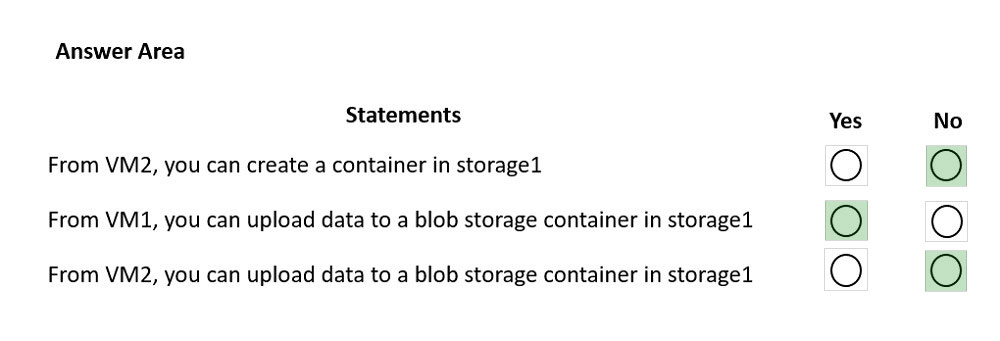 Answer Area
Statements
Yes No
From VM2, you can create a container in storage1
From VM1, you can upload data to a blob storage container in storage1
From VM2, you can upload data to a blob storage container in storage1